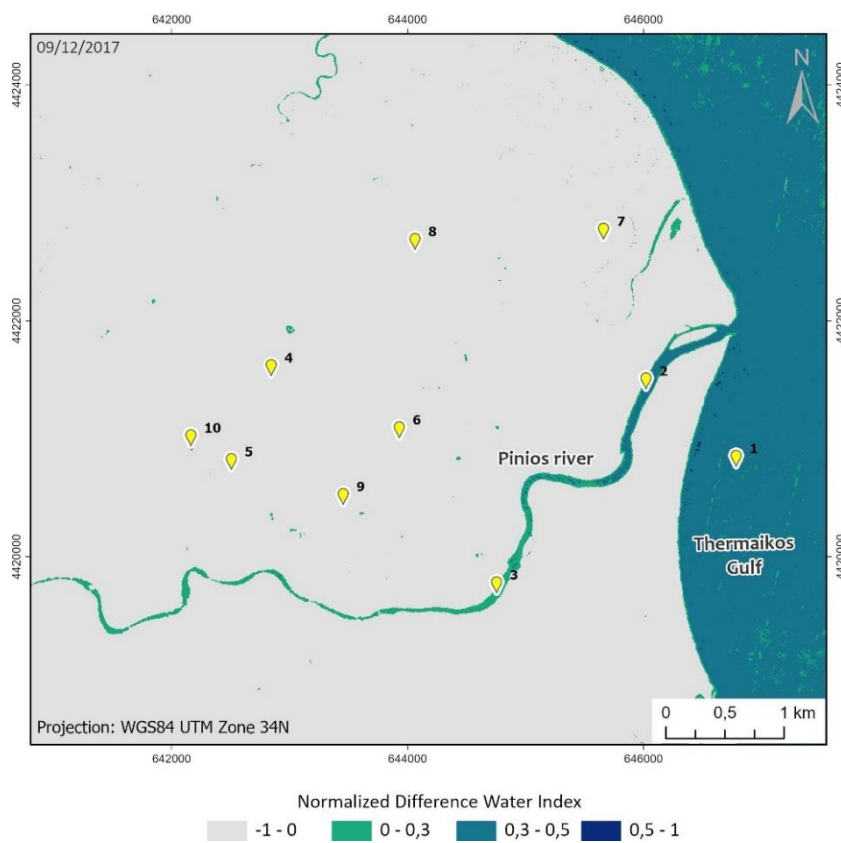 642000 644000 646000
09/12/2017
N
4424000 4424000
7
8
4422000 4422000
4
2
10
6
5
Pinios river
1
9
Thermaikos
Gulf
4420000 4420000
3
0 0,5 1 km
Projection: WGS84 UTM Zone 34N
642000 644000 646000
Normalized Difference Water Index
-1 - 0 0 - 0,3 0,3 - 0,5 0,5 - 1